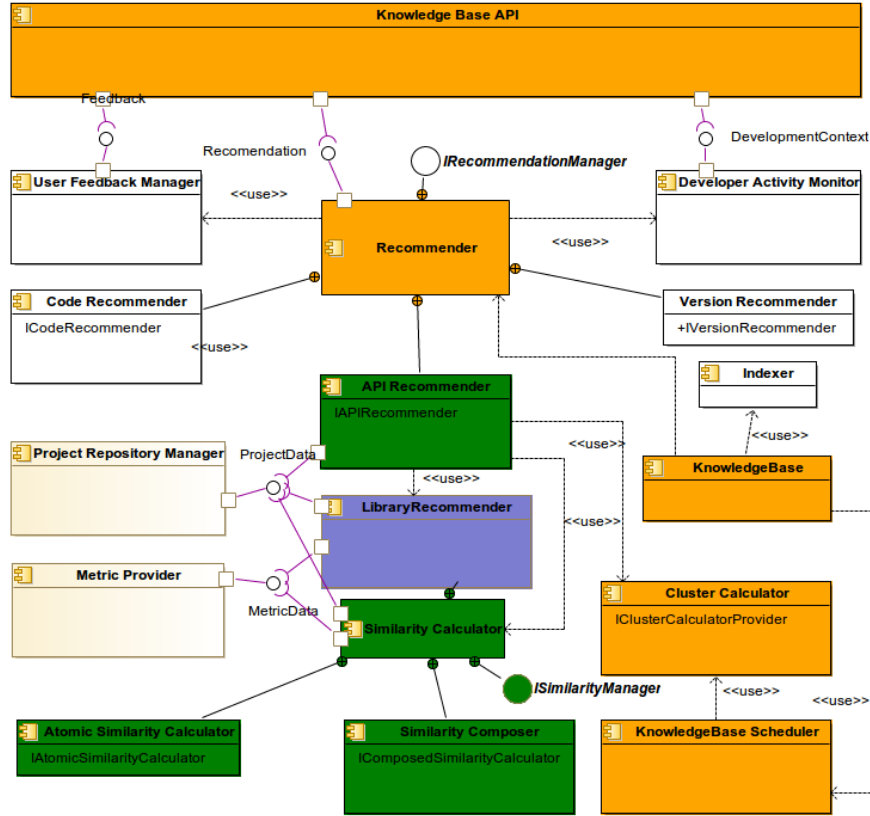 Knowledge Base API
Feedback
Recomendation
IRecommendationManager
DevelopmentContext
User Feedback Manager
<<use>>
Developer Activity Monitor
Recommender
<<use>>
Code Recommender
ICodeRecommender
<<use>>
Version Recommender
+IVersionRecommender
API Recommender
IAPIRecommender
Indexer
<<use>>
<<use>>
Project Repository Manager
ProjectData
<<use>>
KnowledgeBase
LibraryRecommender
<<use>>
Metric Provider
MetricData
Cluster Calculator
IClusterCalculatorProvider
Similarity Calculator
ISimilarityManager
<<use>>
<<use>>
Atomic Similarity Calculator
IAtomicSimilarityCalculator
Similarity Composer
IComposedSimilarityCalculator
KnowledgeBase Scheduler